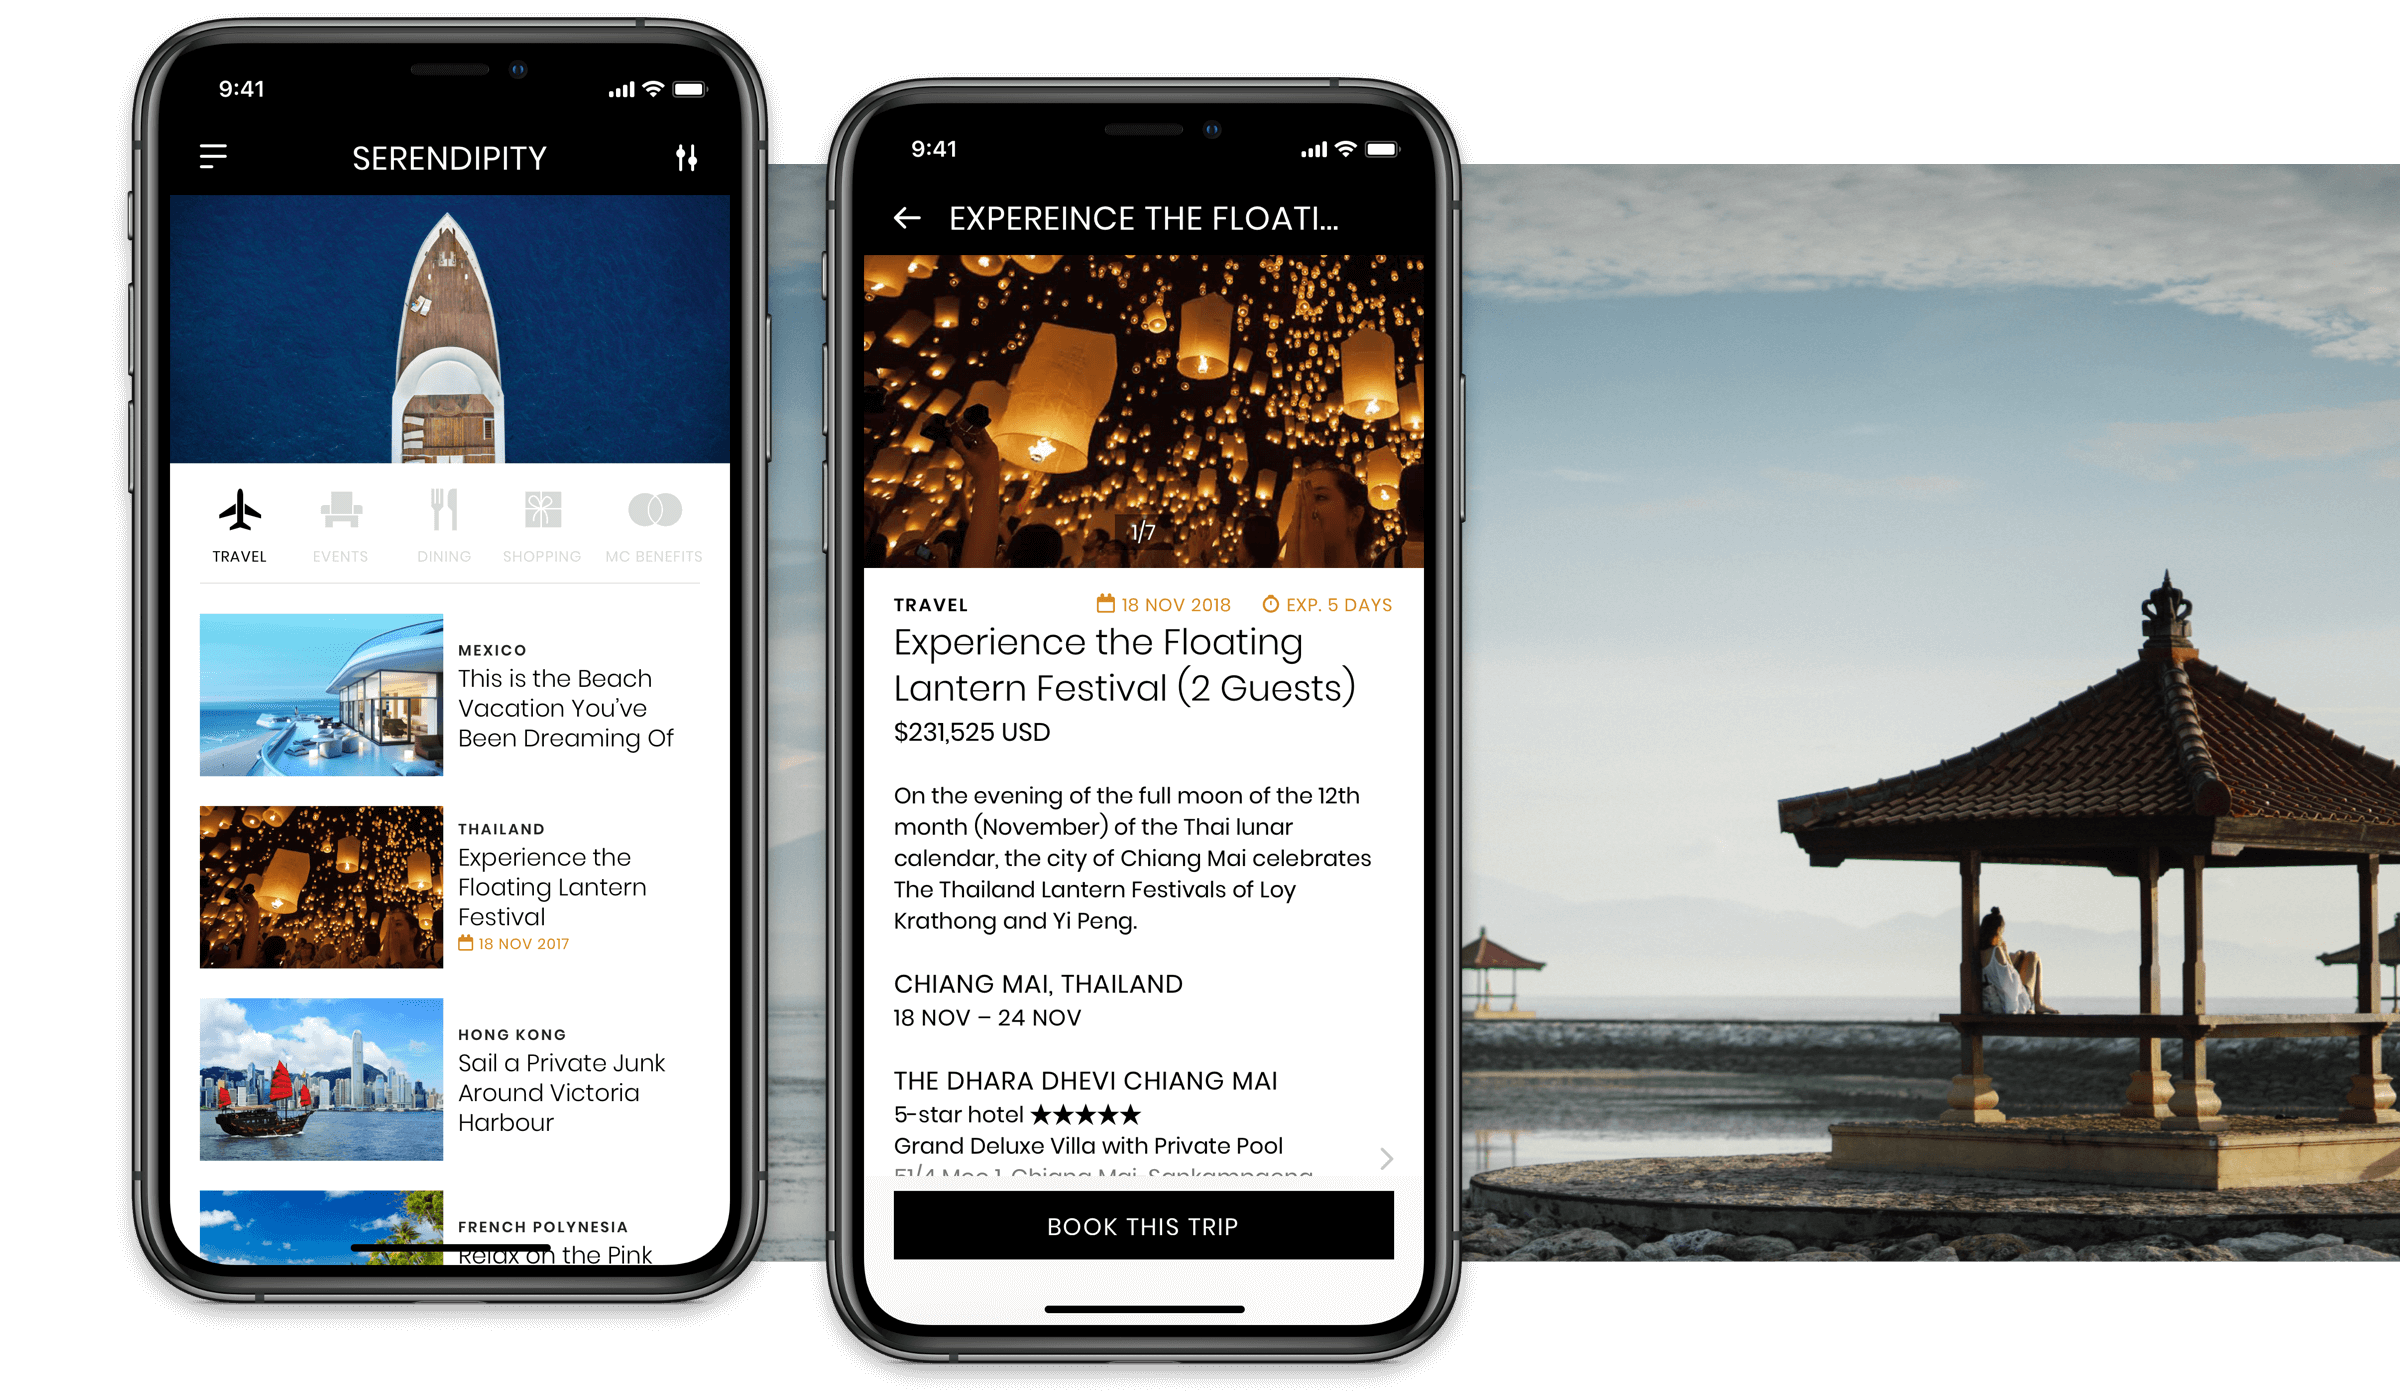 9:41
SERENDIPITY
TRAVEL
EVENTS
DINING
SHOPPING
MC BENEFITS
MEXICO
This is the Beach
Vacation You've
Been Dreaming Of
THAILAND
Experience the
Floating Lantern
Festival
18 NOV 2017
HONG KONG
Sail a Private Junk
Around Victoria
Harbour
FRENCH POLYNESIA
Relax on the Pink
9:41
EXPEREINCE THE FLOATI...
1/7
TRAVEL 18 NOV 2018 EXP. 5 DAYS
Experience the Floating
Lantern Festival (2 Guests)
$231,525 USD
On the evening of the full moon of the 12th
month (November) of the Thai lunar
calendar, the city of Chiang Mai celebrates
The Thailand Lantern Festivals of Loy
Krathong and Yi Peng.
CHIANG MAI, THAILAND
18 NOV – 24 NOV
THE DHARA DHEVI CHIANG MAI
5-star hotel ★★★★★
Grand Deluxe Villa with Private Pool
Chiang Mai-Sankampaeng
BOOK THIS TRIP